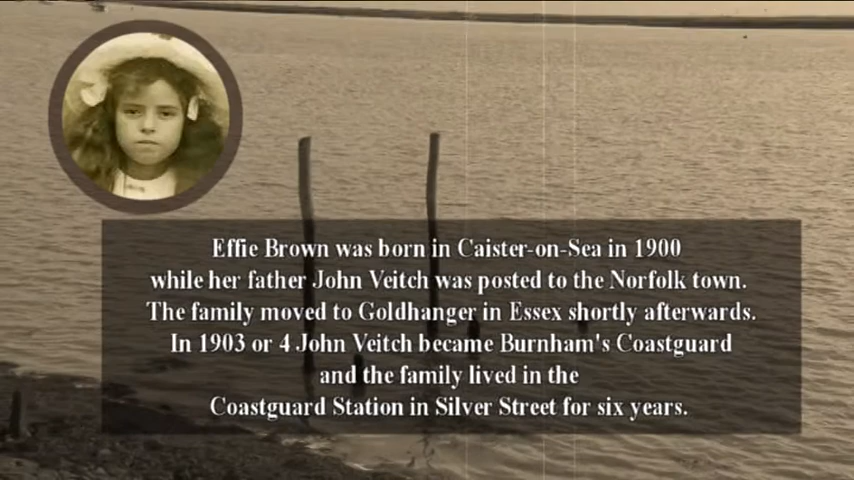 Effie Brown was born in Caister-on-Sea in 1900
while her father John Veitch was posted to the Norfolk town.
The family moved to Goldhanger in Essex shortly afterwards.
In 1903 or 4 John Veitch became Burnham's Coastguard
and the family lived in the
Coastguard Station in Silver Street for six years.